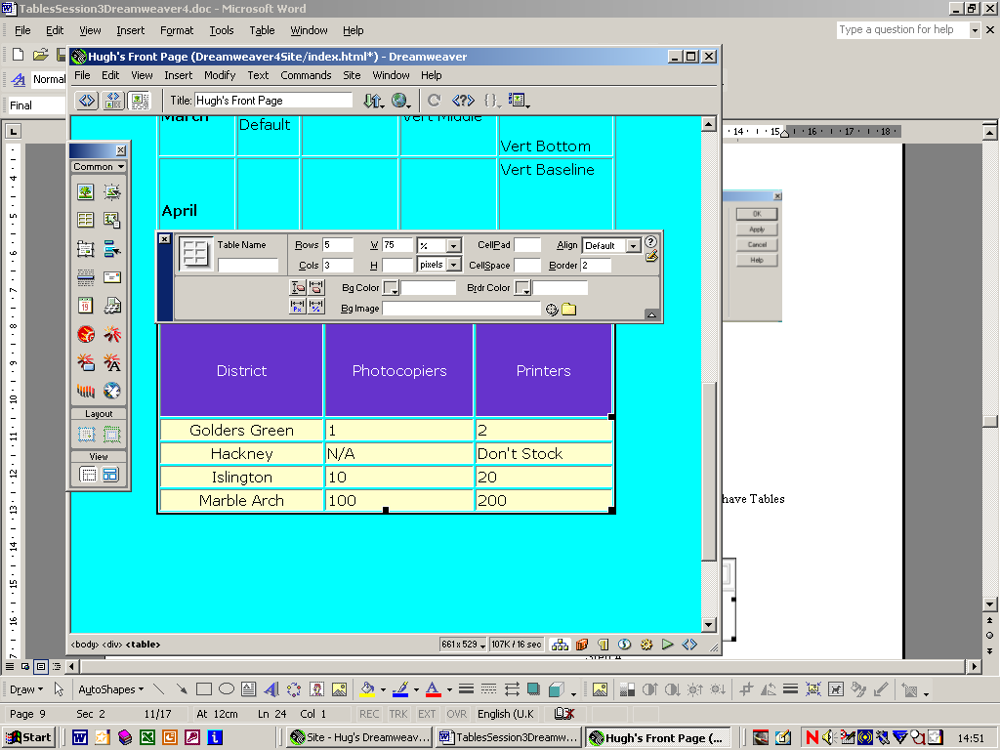 TablesSession3Dreamweaver4.doc - Microsoft Word
File Edit View Insert Format Tools Table Window Help
Type a question for help
Normal
Final
Hugh's Front Page (Dreamweaver4Site/index.html*) - Dreamweaver
File Edit View Insert Modify Text Commands Site Window Help
Title: Hugh's Front Page
14 15 16 17 18
March Default Vert Middle Vert Bottom
Vert Baseline
April
Common
Layout
View
Table Name
Rows 5 W 75 % CellPad Align Default
Cols 3 H pixels CellSpace Border 2
Bg Color Brdr Color
Bg Image
OK
Apply
Cancel
Help
District Photocopiers Printers
Golders Green 1 2
Hackney N/A Don't Stock
Islington 10 20
Marble Arch 100 200
have Tables
<body> <div> <table>
661 x 529 107K / 16 sec
Draw AutoShapes
Page 9 Sec 2 11/17 At 12cm Ln 24 Col 1 REC TRK EXT OVR English (U.K
Start Site - Hug's Dreamweav... TablesSession3Dreamw... Hugh's Front Page (... 14:51